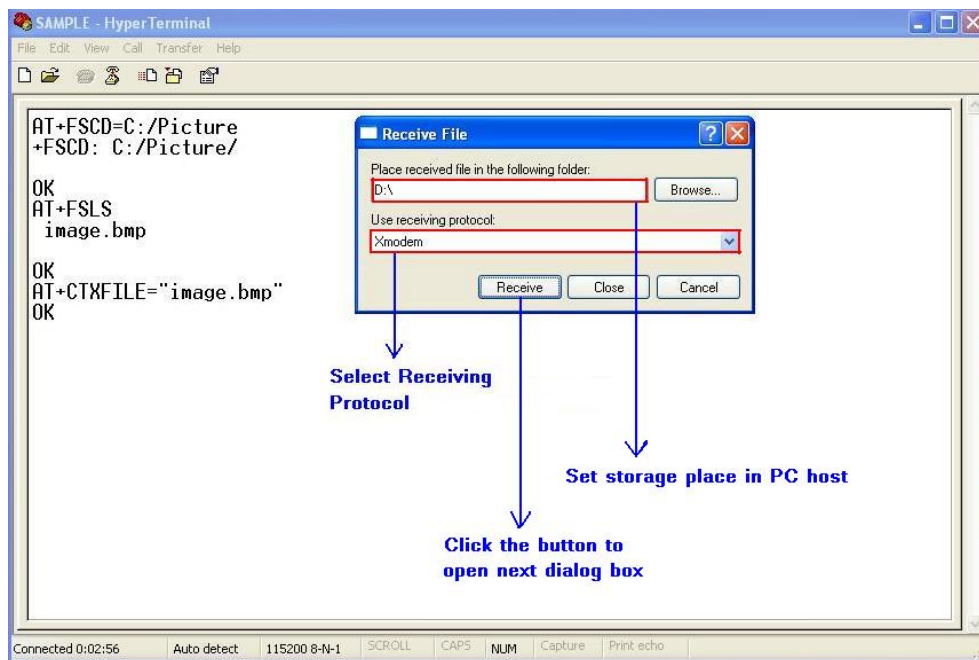 SAMPLE - HyperTerminal
File Edit View Call Transfer Help
AT+FSCD=C:/Picture
+FSCD: C:/Picture/
OK
AT+FSLS
image.bmp
OK
AT+CTXFILE="image.bmp"
OK
Receive File
Place received file in the following folder:
D:\
Browse...
Use receiving protocol:
Xmodem
Receive
Close
Cancel
Select Receiving
Protocol
Set storage place in PC host
Click the button to
open next dialog box
Connected 0:02:56
Auto detect
115200 8-N-1
SCROLL
CAPS
NUM
Capture
Print echo